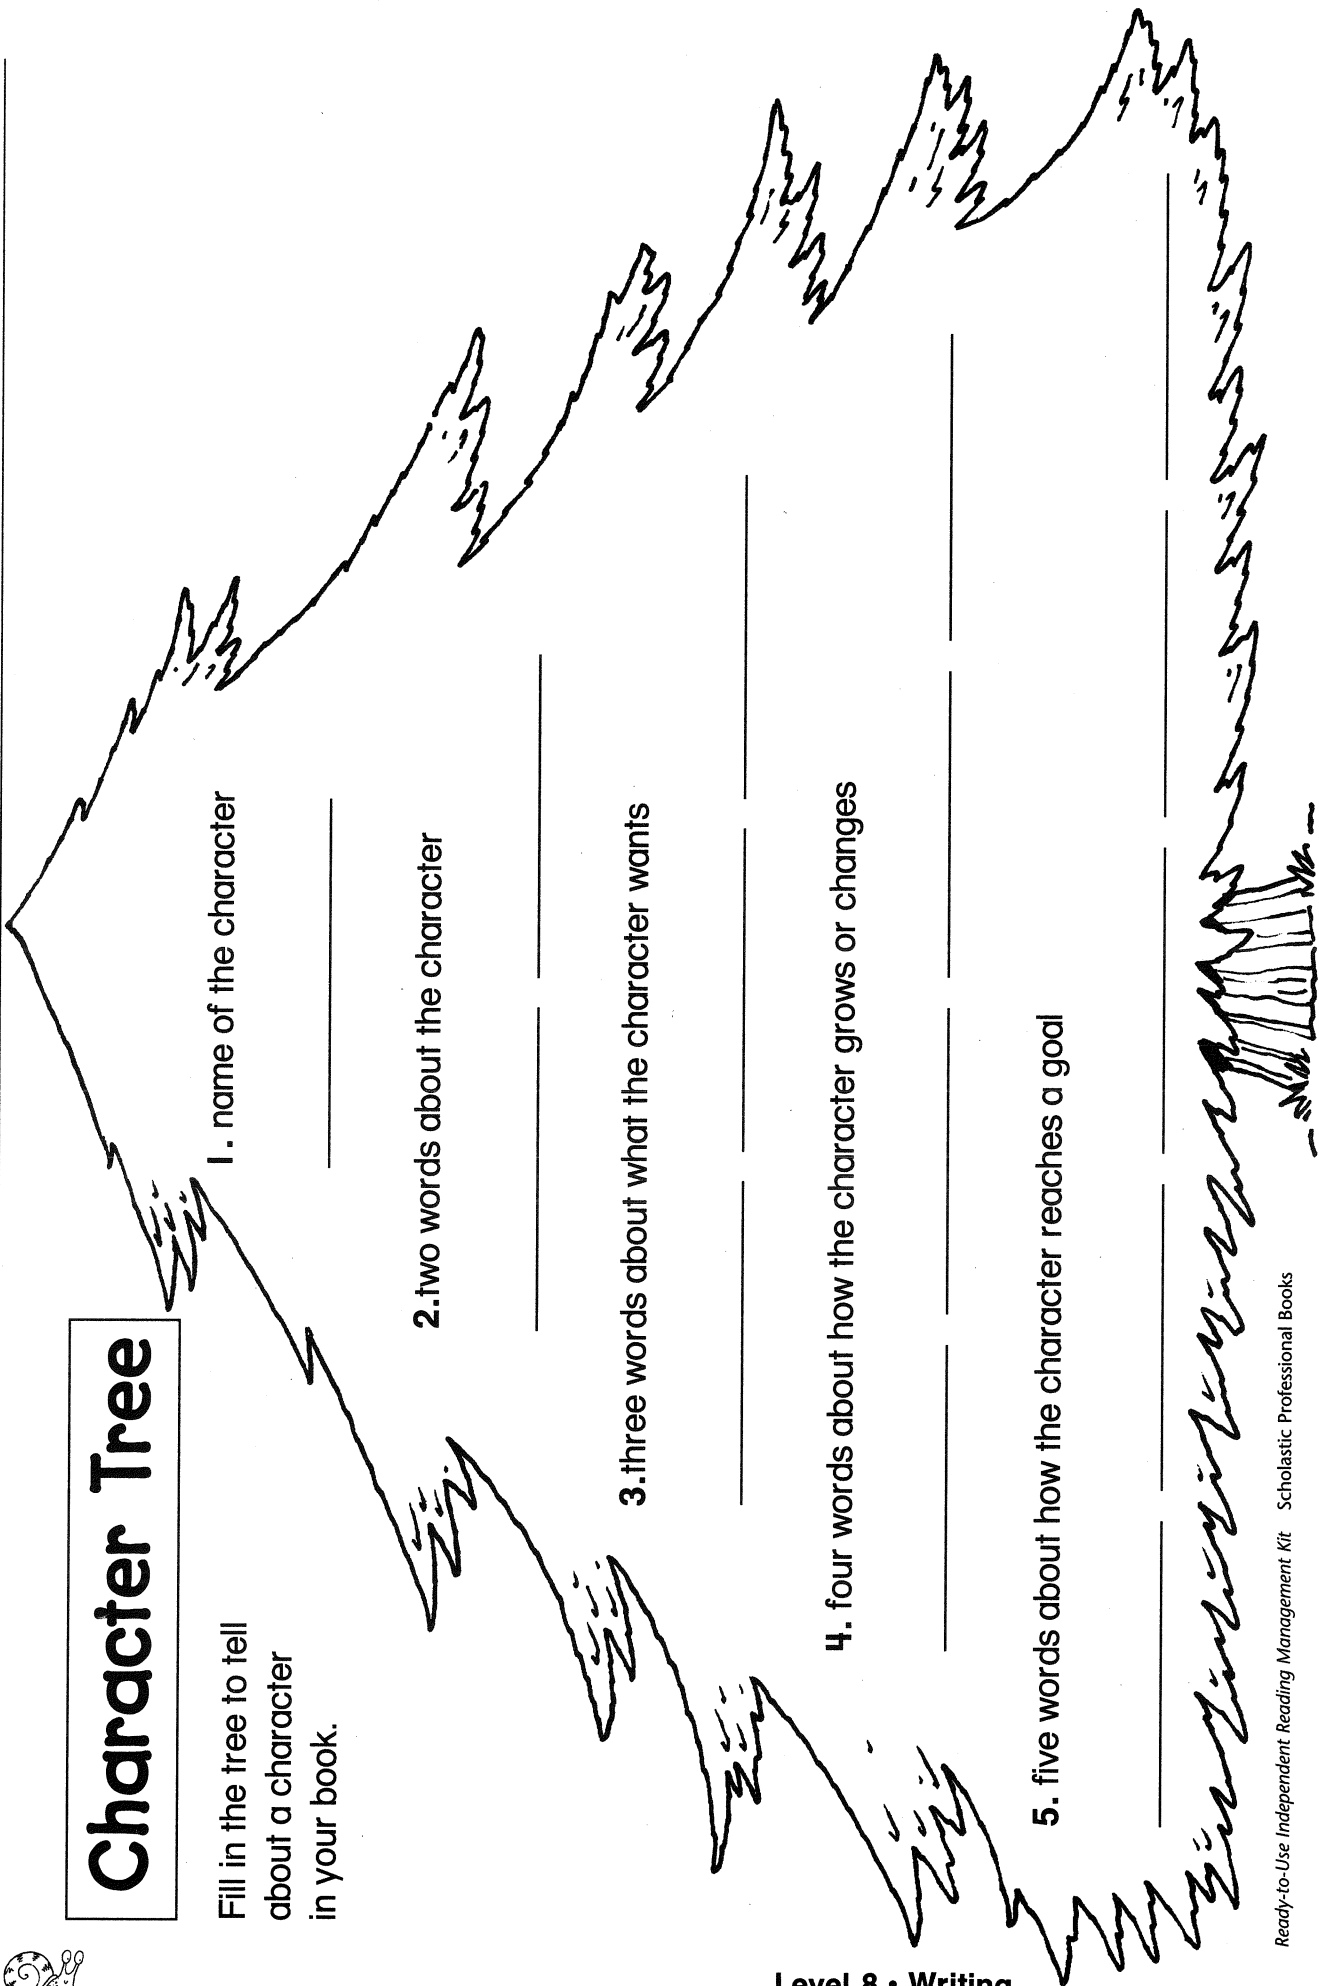 Character Tree
Fill in the tree to tell
about a character
in your book.
1. name of the character
2.two words about the character
3.three words about what the character wants
4. four words about how the character grows or changes
5. five words about how the character reaches a goal
Ready-to-Use Independent Reading Management Kit Scholastic Professional Books
Level 8 • Writing